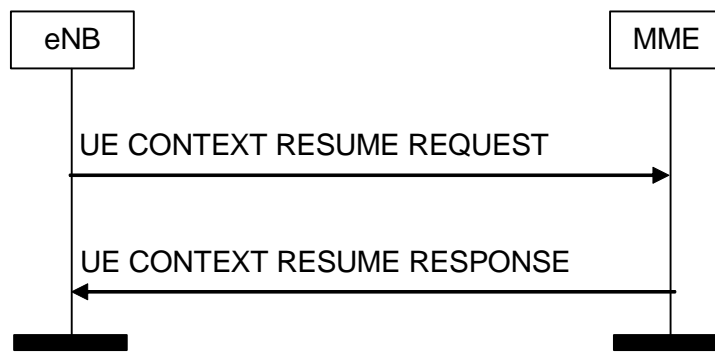 eNB
MME
UE CONTEXT RESUME REQUEST
UE CONTEXT RESUME RESPONSE